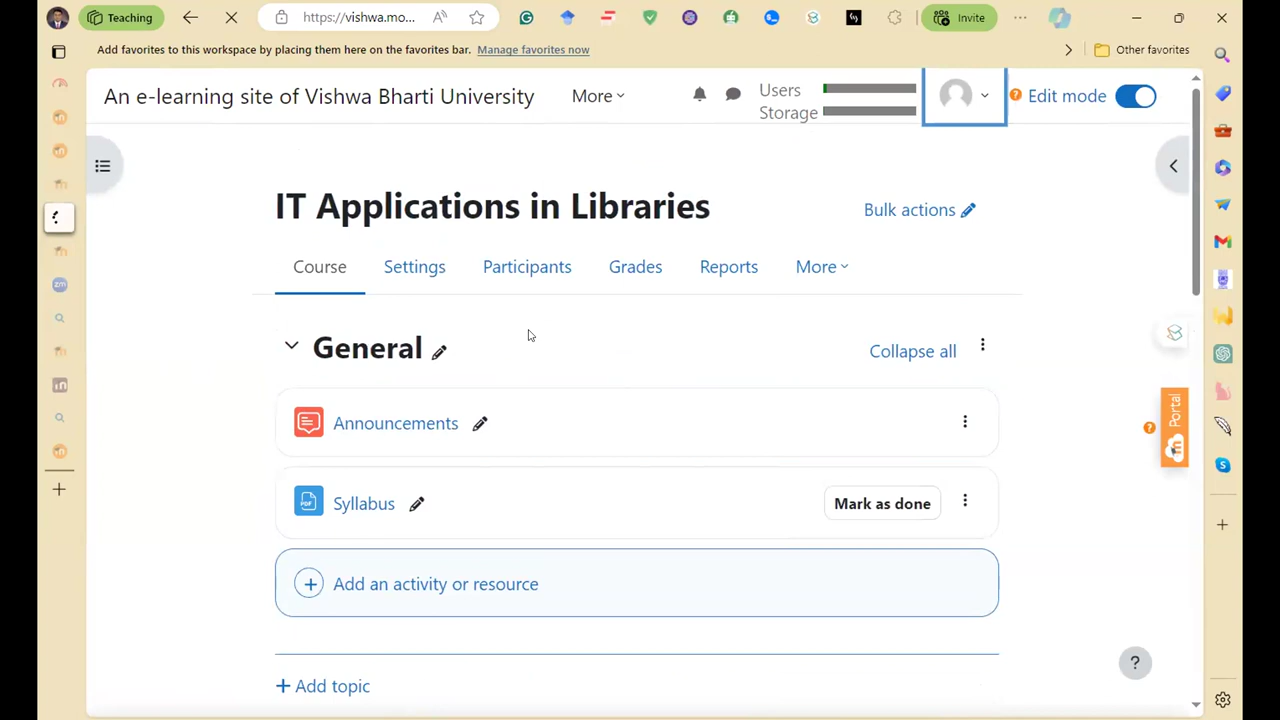 Teaching
https://vishwa.mo...
Invite
Add favorites to this workspace by placing them here on the favorites bar. Manage favorites now
Other favorites
An e-learning site of Vishwa Bharti University
More
Users
Storage
Edit mode
IT Applications in Libraries
Bulk actions
Course
Settings
Participants
Grades
Reports
More
General
Collapse all
Announcements
Syllabus
Mark as done
Add an activity or resource
Add topic
Portal